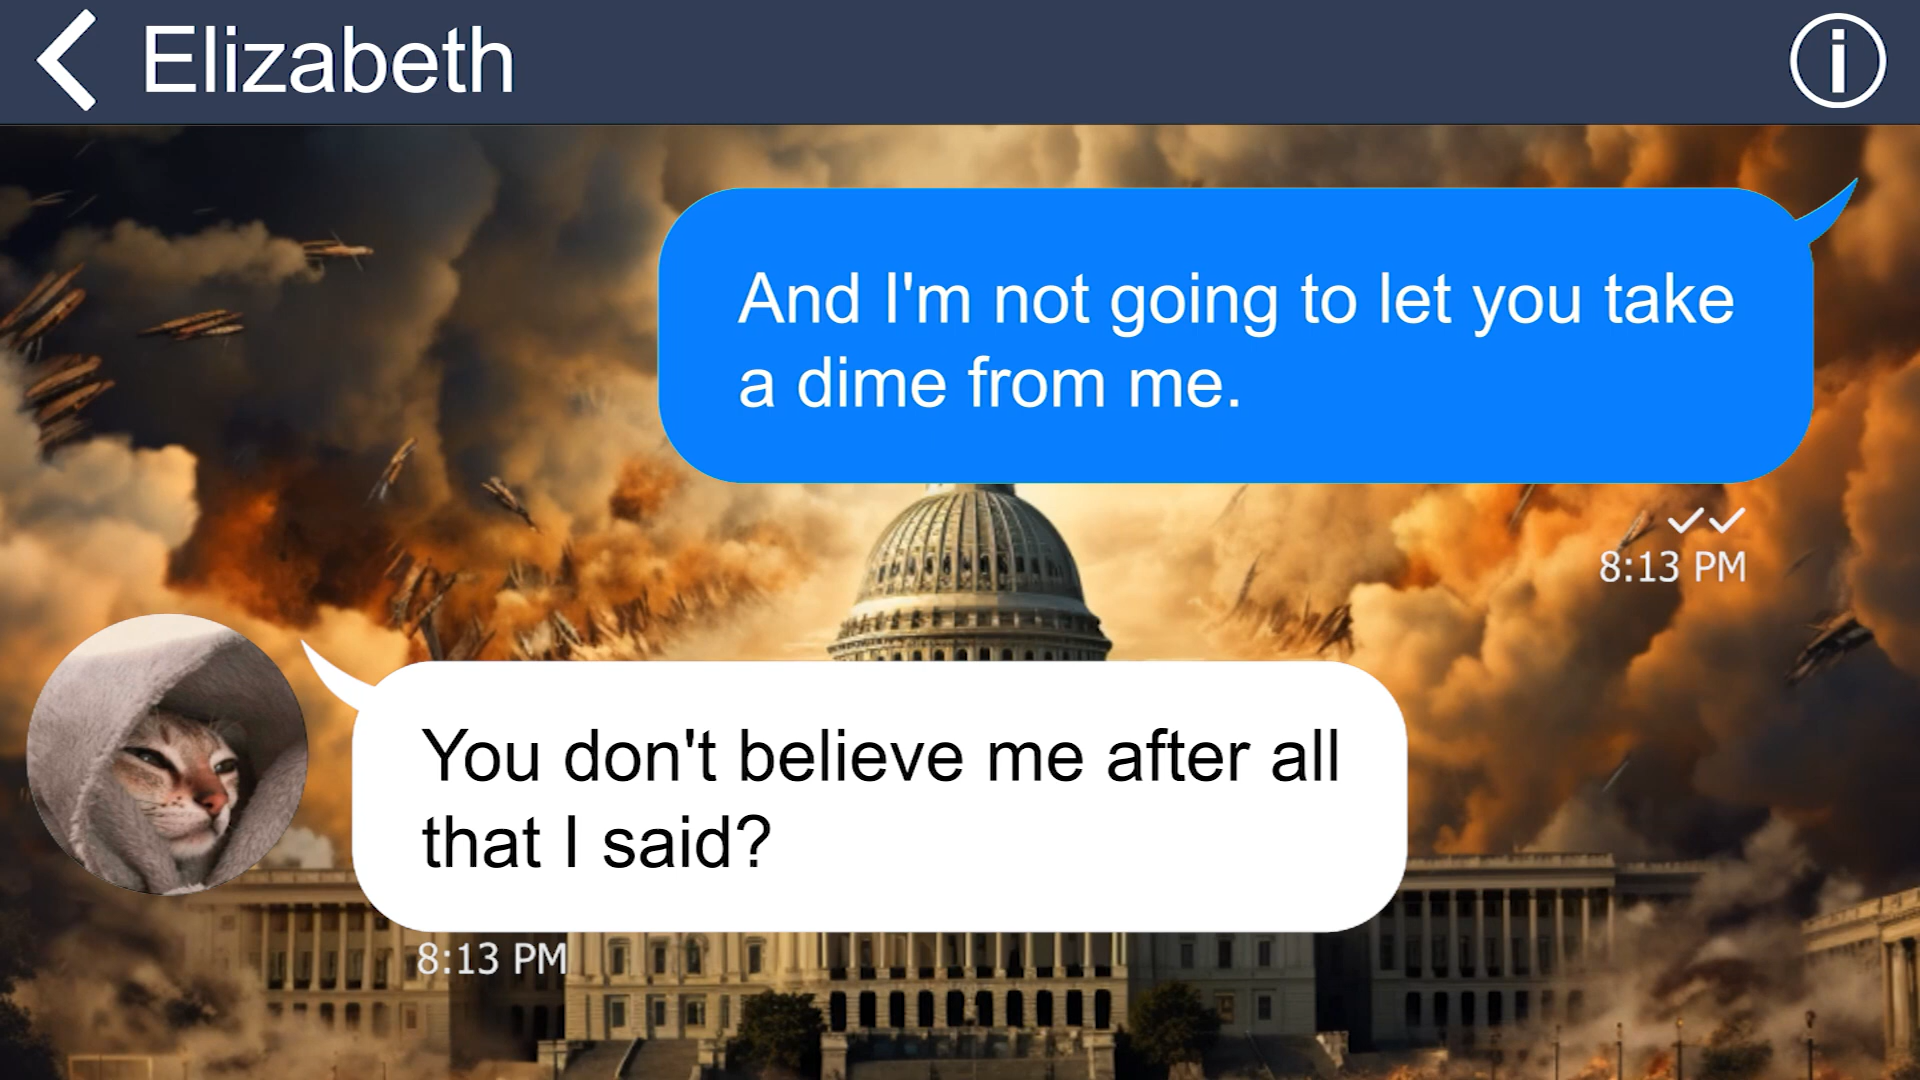 Elizabeth
And I'm not going to let you take
a dime from me.
8:13 PM
You don't believe me after all
that I said?
8:13 PM